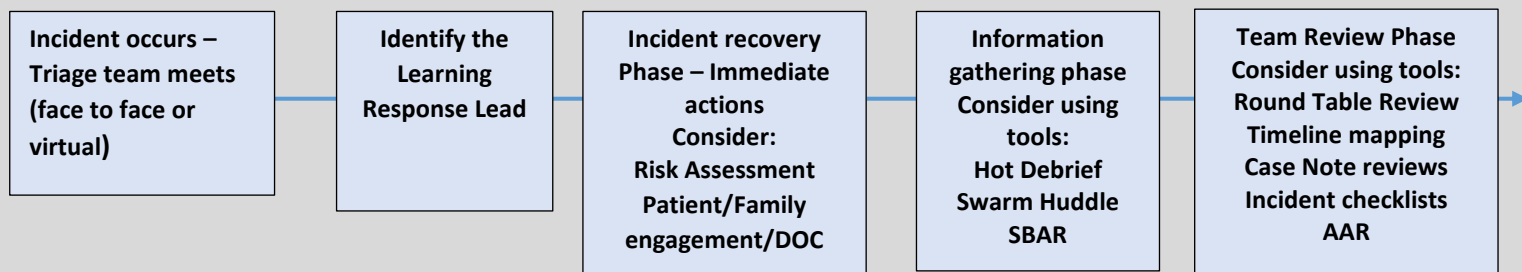 Incident occurs –
Triage team meets
(face to face or
virtual)
Identify the
Learning
Response Lead
Incident recovery
Phase – Immediate
actions
Consider:
Risk Assessment
Patient/Family
engagement/DOC
Information
gathering phase
Consider using
tools:
Hot Debrief
Swarm Huddle
SBAR
Team Review Phase
Consider using tools:
Round Table Review
Timeline mapping
Case Note reviews
Incident checklists
AAR